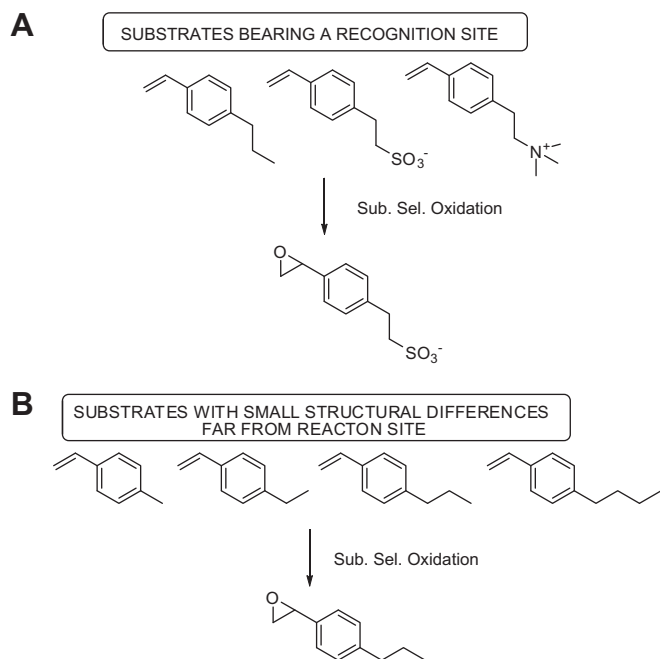 A
SUBSTRATES BEARING A RECOGNITION SITE
SO3-
N+
Sub. Sel. Oxidation
O
SO3-
B
SUBSTRATES WITH SMALL STRUCTURAL DIFFERENCES
FAR FROM REACTON SITE
Sub. Sel. Oxidation
O